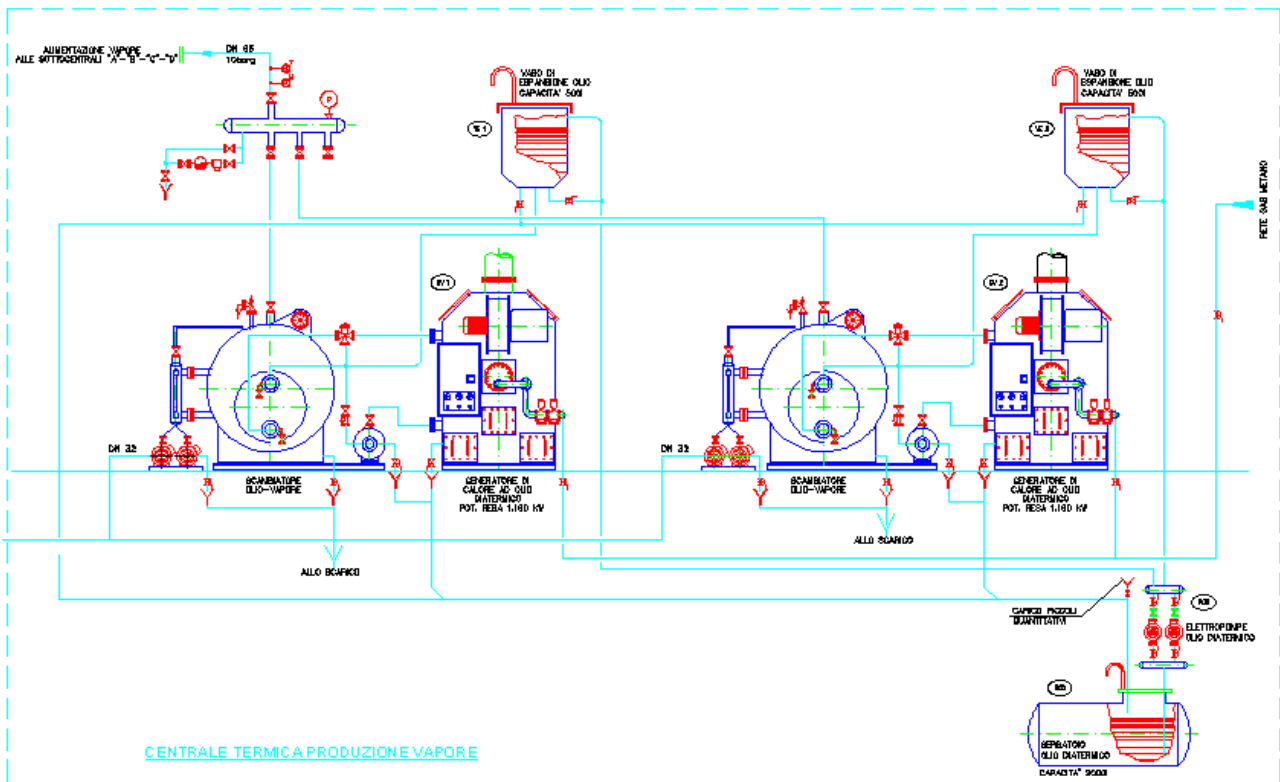 ALIMENTAZIONE VAPORE
ALLE SOTTOCENTRALI "A"-"B"-"C"-"D"
DN 65
10barg
P
VASO DI
ESPANSIONE OLIO
CAPACITA' 500l
VASO DI
ESPANSIONE OLIO
CAPACITA' 500l
RETE GAS METANO
DN 32
SCAMBIATORE
OLIO-VAPORE
GENERATORE DI
CALORE AD OLIO
DIATERMICO
POT. RESA 1.160 KW
DN 32
SCAMBIATORE
OLIO-VAPORE
GENERATORE DI
CALORE AD OLIO
DIATERMICO
POT. RESA 1.160 KW
ALLO SCARICO
ALLO SCARICO
CARICO PICCOLI
QUANTITATIVI
ELETTROPOMPE
OLIO DIATERMICO
SERBATOIO
OLIO DIATERMICO
CAPACITA'
CENTRALE TERMICA PRODUZIONE VAPORE